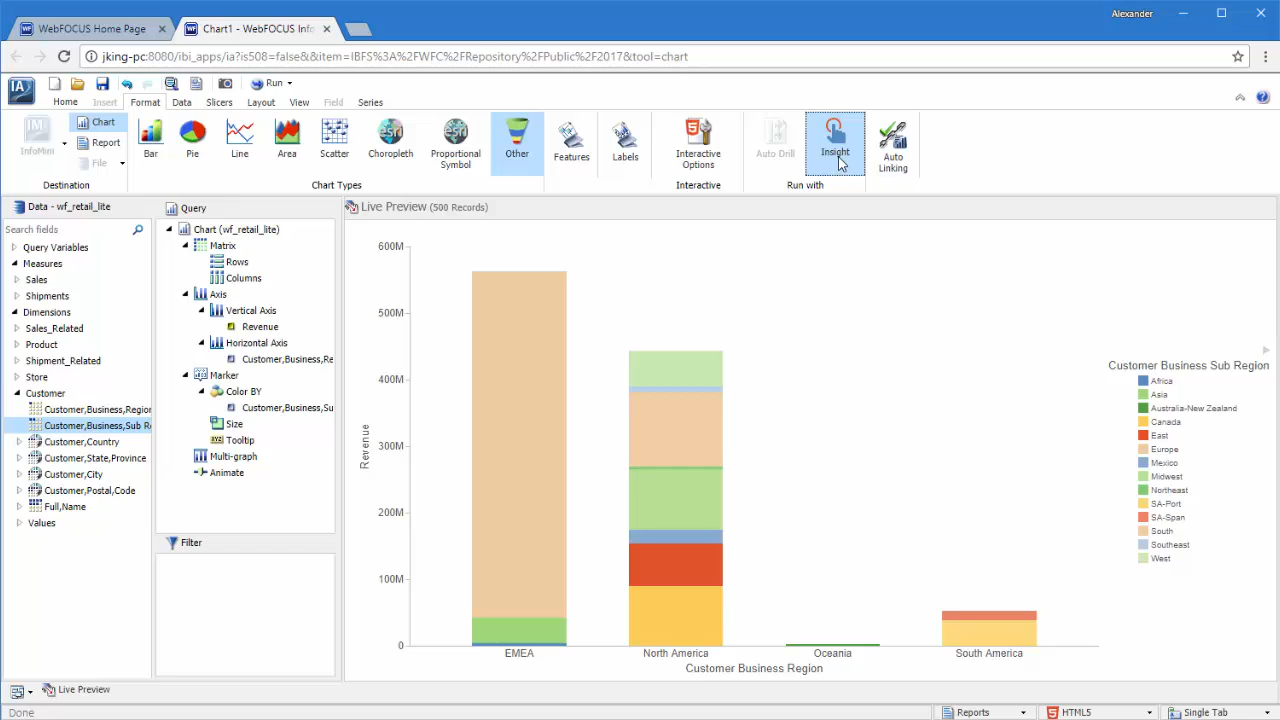 Alexander
WebFOCUS Home Page
Chart1 - WebFOCUS Info
jking-pc:8080/ibi_apps/ia?is508=false&&item=IBFS%3A%2FWFC%2FRepository%2FPublic%2F2017&tool=chart
IA
Run
Home Insert Format Data Slicers Layout View Field Collect Series
InfoMini
Chart
Report
File
Destination
Bar
Pie
Line
Area
Scatter
Choropleth
Proportional
Symbol
Other
Chart Types
Features
Labels
Interactive
Options
Interactive
Auto Drill
Insight
Run with
Auto
Linking
Data - wf_retail_lite
Search fields
Query Variables
Measures
Sales
Shipments
Dimensions
Sales_Related
Product
Shipment_Related
Store
Customer
Customer,Business,Region
Customer,Business,Sub R
Customer,Country
Customer,State,Province
Customer,City
Customer,Postal,Code
Full,Name
Values
Query
Chart (wf_retail_lite)
Matrix
Rows
Columns
Axis
Vertical Axis
Revenue
Horizontal Axis
Customer,Business,Re
Marker
Color BY
Customer,Business,Su
Size
Tooltip
Multi-graph
Animate
Filter
Live Preview (500 Records)
600M
500M
400M
300M
200M
100M
0
Revenue
EMEA
North America
Oceania
South America
Customer Business Region
Customer Business Sub Region
Africa
Asia
Australia-New Zealand
Canada
East
Europe
Mexico
Midwest
Northeast
SA-Port
SA-Span
South
Southeast
West
Live Preview
Done
Reports
HTML5
Single Tab